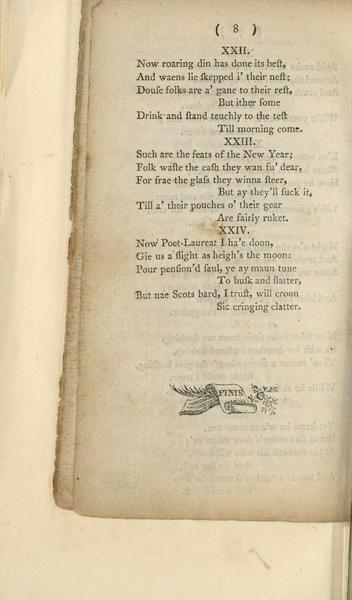 ( 8 )
XXII.
Now roaring din has done its beſt,
And waens lie ſkepped i' their neſt;
Douſe folks are a' gane to their reſt,
But ither ſome
Drink and ſtand teuchly to the teſt
Till morning come.
XXIII.
Such are the feats of the New Year;
Folk waſte the caſh they wan fu' dear,
For frae the glaſs they winna ſteer,
But ay they'll ſuck it,
Till a' their pouches o' their gear
Are fairly ruket.
XXIV.
Now Poet-Laureat I ha'e doon,
Gie us a ſlight as heigh's the moon:
Pour penſion'd ſaul, ye ay maun tune
To buſk and flaiter,
But nae Scots bard, I truſt, will croon
Sic cringing clatter.
FINIS